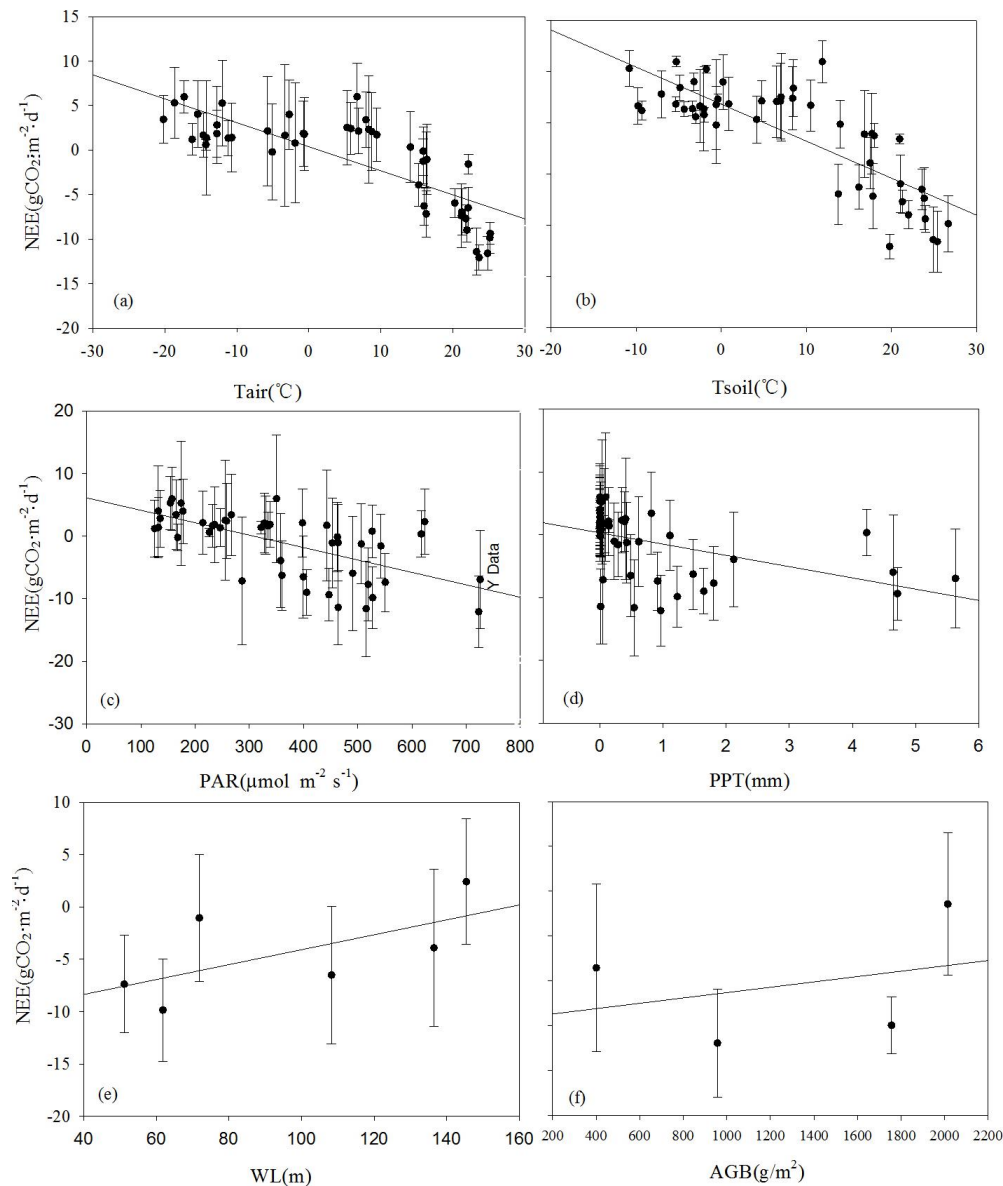 15
10
5
0
-5
-10
-15
-20
NEE(gCO₂·m⁻²·d⁻¹)
(a)
-30 -20 -10 0 10 20 30
Tair(℃)
(b)
-20 -10 0 10 20 30
Tsoil(℃)
20
10
0
-10
-20
-30
NEE(gCO₂·m⁻²·d⁻¹)
(c)
0 100 200 300 400 500 600 700 800
PAR(µmol m⁻² s⁻¹)
Y Data
(d)
0 1 2 3 4 5 6
PPT(mm)
10
5
0
-5
-10
-15
-20
NEE(gCO₂·m⁻²·d⁻¹)
(e)
40 60 80 100 120 140 160
WL(m)
(f)
200 400 600 800 1000 1200 1400 1600 1800 2000 2200
AGB(g/m²)